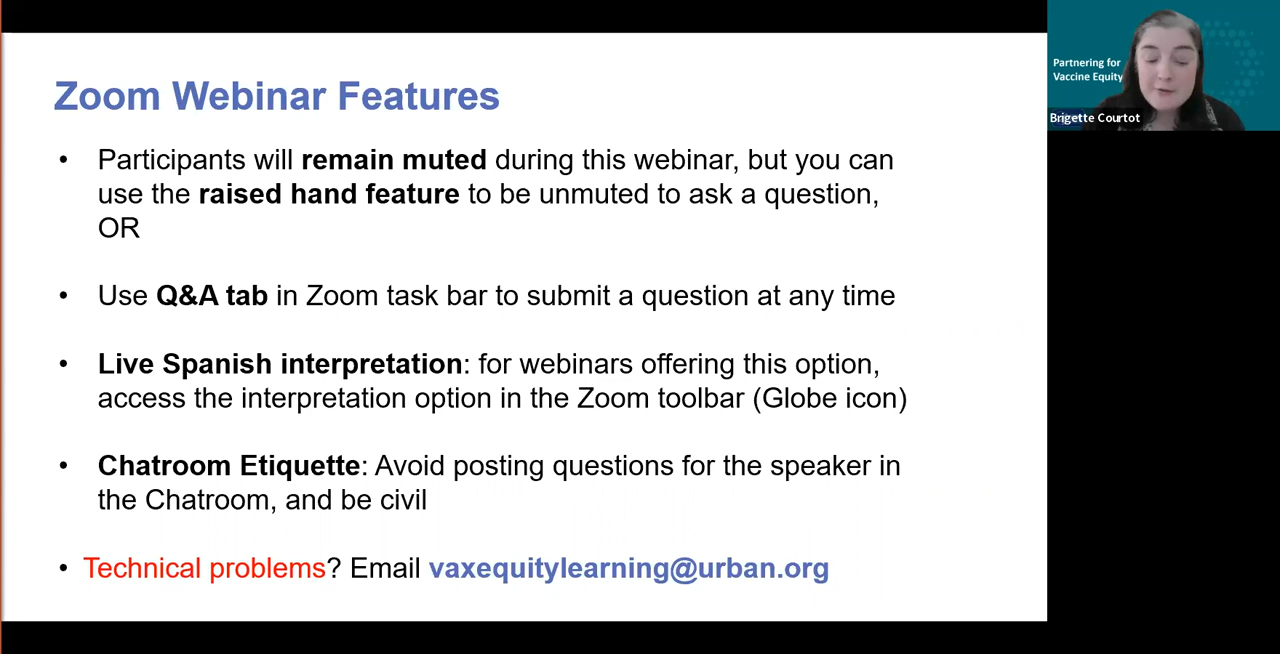 Zoom Webinar Features
• Participants will remain muted during this webinar, but you can
use the raised hand feature to be unmuted to ask a question,
OR
• Use Q&A tab in Zoom task bar to submit a question at any time
• Live Spanish interpretation: for webinars offering this option,
access the interpretation option in the Zoom toolbar (Globe icon)
• Chatroom Etiquette: Avoid posting questions for the speaker in
the Chatroom, and be civil
• Technical problems? Email vaxequitylearning@urban.org
Partnering for
Vaccine Equity
Brigette Courtot